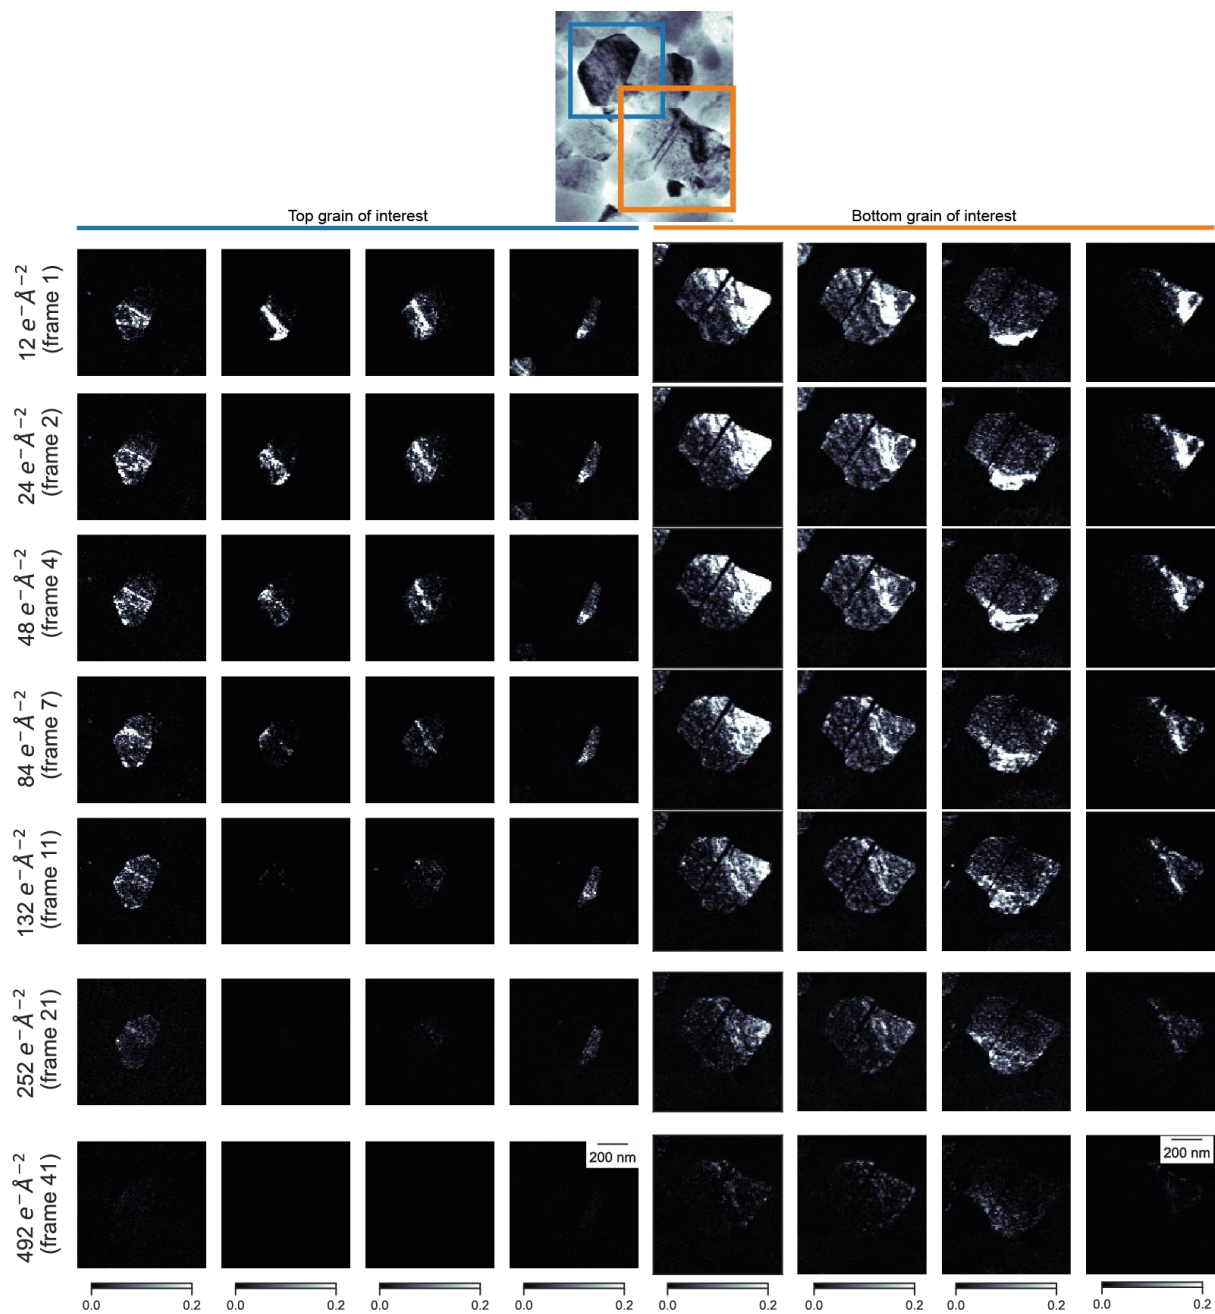 Top grain of interest
Bottom grain of interest
12 e⁻Å⁻²
(frame 1)
24 e⁻Å⁻²
(frame 2)
48 e⁻Å⁻²
(frame 4)
84 e⁻Å⁻²
(frame 7)
132 e⁻Å⁻²
(frame 11)
252 e⁻Å⁻²
(frame 21)
492 e⁻Å⁻²
(frame 41)
200 nm
200 nm
0.0 0.2 0.0 0.2 0.0 0.2 0.0 0.2 0.0 0.2 0.0 0.2 0.0 0.2 0.0 0.2